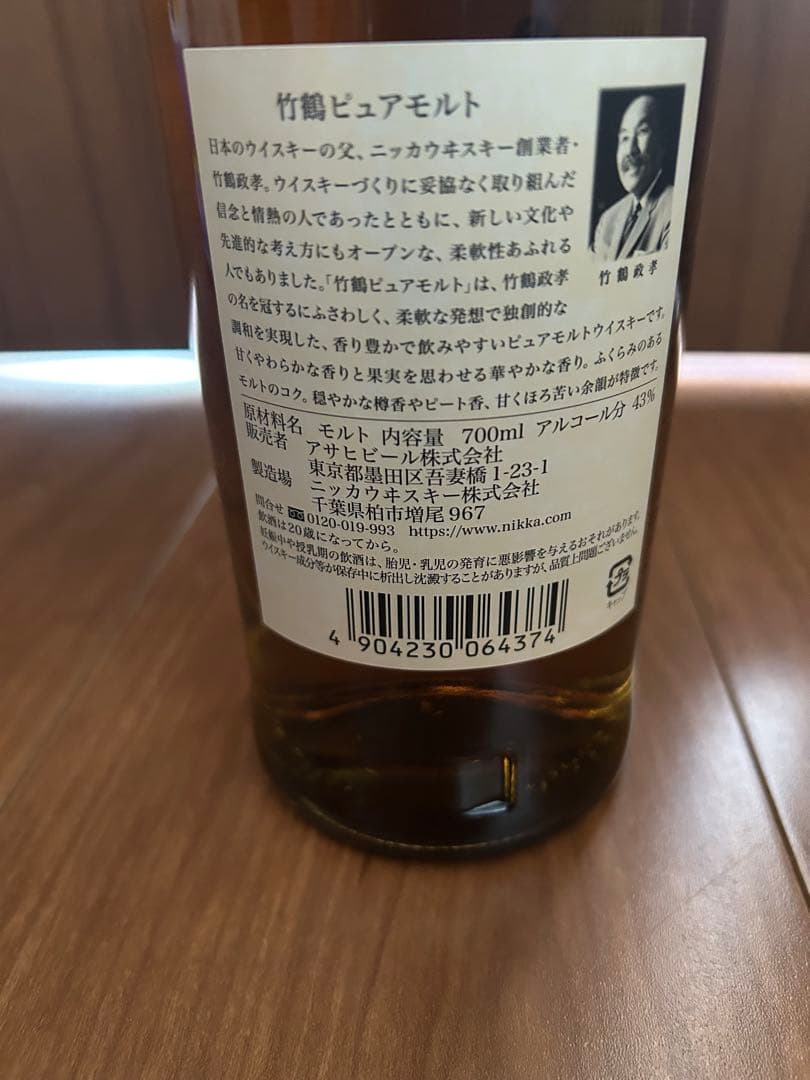 竹鶴ピュアモルト
日本のウイスキーの父、ニッカウヰスキー創業者・
竹鶴政孝。ウイスキーづくりに妥協なく取り組んだ
信念と情熱の人であったとともに、新しい文化や
先進的な考え方にもオープンな、柔軟性あふれる
人でもありました。「竹鶴ピュアモルト」は、竹鶴政孝
の名を冠するにふさわしく、柔軟な発想で独創的な
調和を実現した、香り豊かで飲みやすいピュアモルトウイスキーです。
甘くやわらかな香りと果実を思わせる華やかな香り。ふくらみのある
モルトのコク。穏やかな樽香やピート香、甘くほろ苦い余韻が特徴です。
竹鶴政孝
原材料名 モルト 内容量 700ml アルコール分 43%
販売者 アサヒビール株式会社
東京都墨田区吾妻橋1-23-1
製造場 ニッカウヰスキー株式会社
千葉県柏市増尾967
問合せ 0120-019-993 https://www.nikka.com
飲酒は20歳になってから。
妊娠中や授乳期の飲酒は、胎児・乳児の発育に悪影響を与えるおそれがあります。
ウイスキー成分等が保存中に析出し沈澱することがありますが、品質上問題ございません。
プラ
キャップ
4 904230 064374